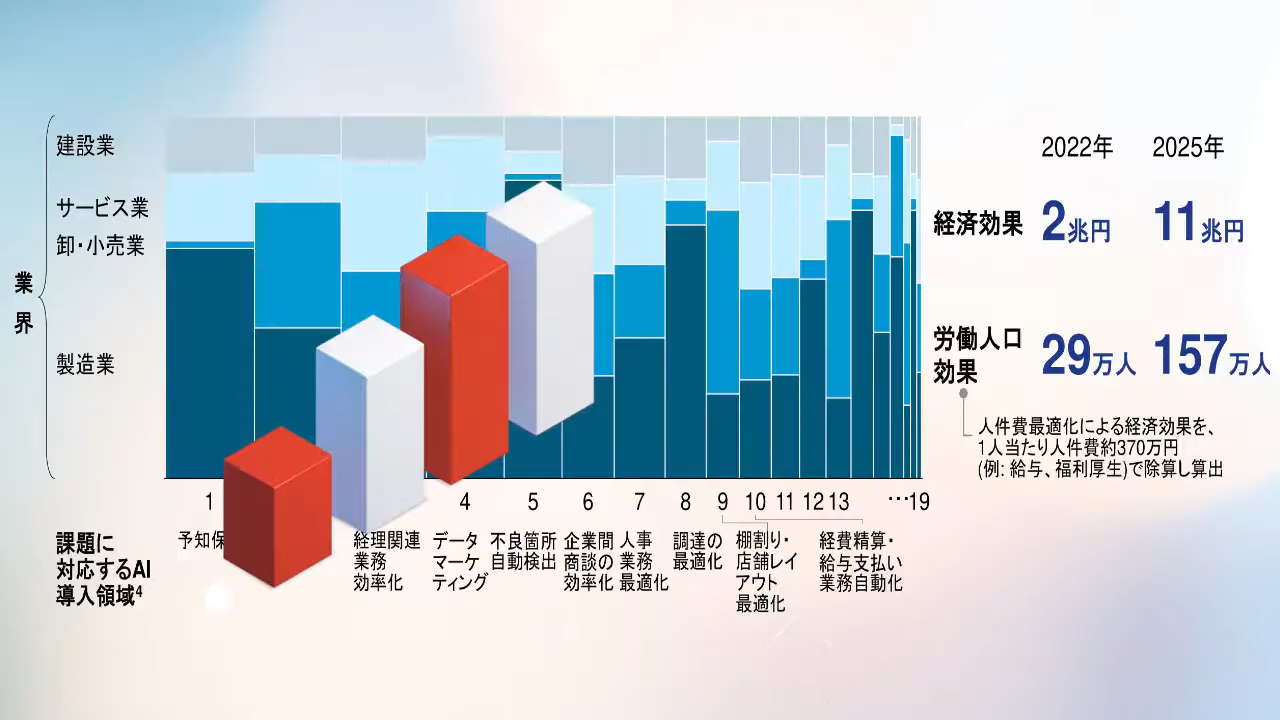 建設業
サービス業
卸・小売業
業界
製造業
2022年 2025年
経済効果 2兆円 11兆円
労働人口
効果
29万人 157万人
人件費最適化による経済効果を、
1人当たり人件費約370万円
(例: 給与、福利厚生)で除算し算出
1 4 5 6 7 8 9 10 11 12 13 …19
課題に
対応するAI
導入領域4
予知保
経理関連
業務
効率化
データ
マーケ
ティング
不良箇所
自動検出
企業間
商談の
効率化
人事
業務
最適化
調達の
最適化
棚割り・
店舗レイ
アウト
最適化
経費精算・
給与支払い
業務自動化